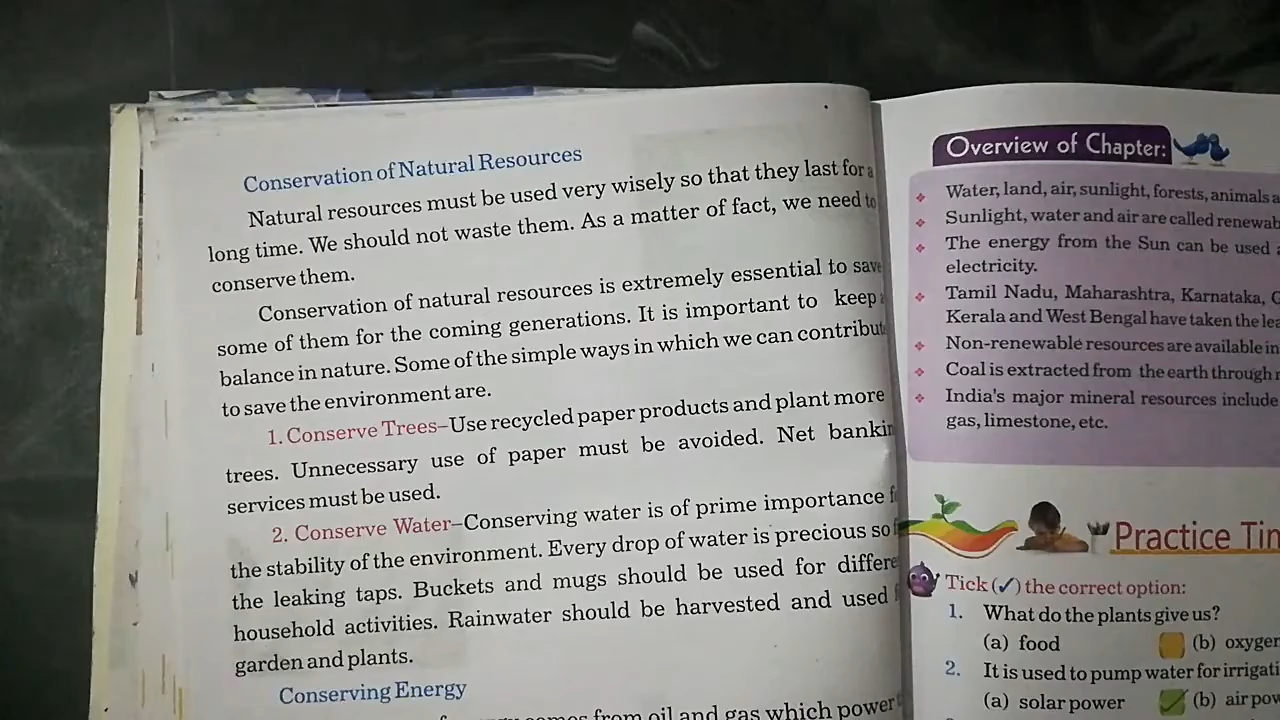 Conservation of Natural Resources
Natural resources must be used very wisely so that they last for a
long time. We should not waste them. As a matter of fact, we need to
conserve them.
Conservation of natural resources is extremely essential to save
some of them for the coming generations. It is important to keep a
balance in nature. Some of the simple ways in which we can contribute
to save the environment are.
1. Conserve Trees–Use recycled paper products and plant more
trees. Unnecessary use of paper must be avoided. Net bankin
services must be used.
2. Conserve Water–Conserving water is of prime importance
the stability of the environment. Every drop of water is precious so
the leaking taps. Buckets and mugs should be used for differe
household activities. Rainwater should be harvested and used
garden and plants.
Conserving Energy
comes from oil and gas which power
Overview of Chapter:
Water, land, air, sunlight, forests, animals a
Sunlight, water and air are called renewab
The energy from the Sun can be used
electricity.
Tamil Nadu, Maharashtra, Karnataka, G
Kerala and West Bengal have taken the lea
Non-renewable resources are available in
Coal is extracted from the earth through
India's major mineral resources include
gas, limestone, etc.
Practice Tim
Tick (✓) the correct option:
1. What do the plants give us?
(a) food (b) oxygen
2. It is used to pump water for irrigati
(a) solar power (b) air pow